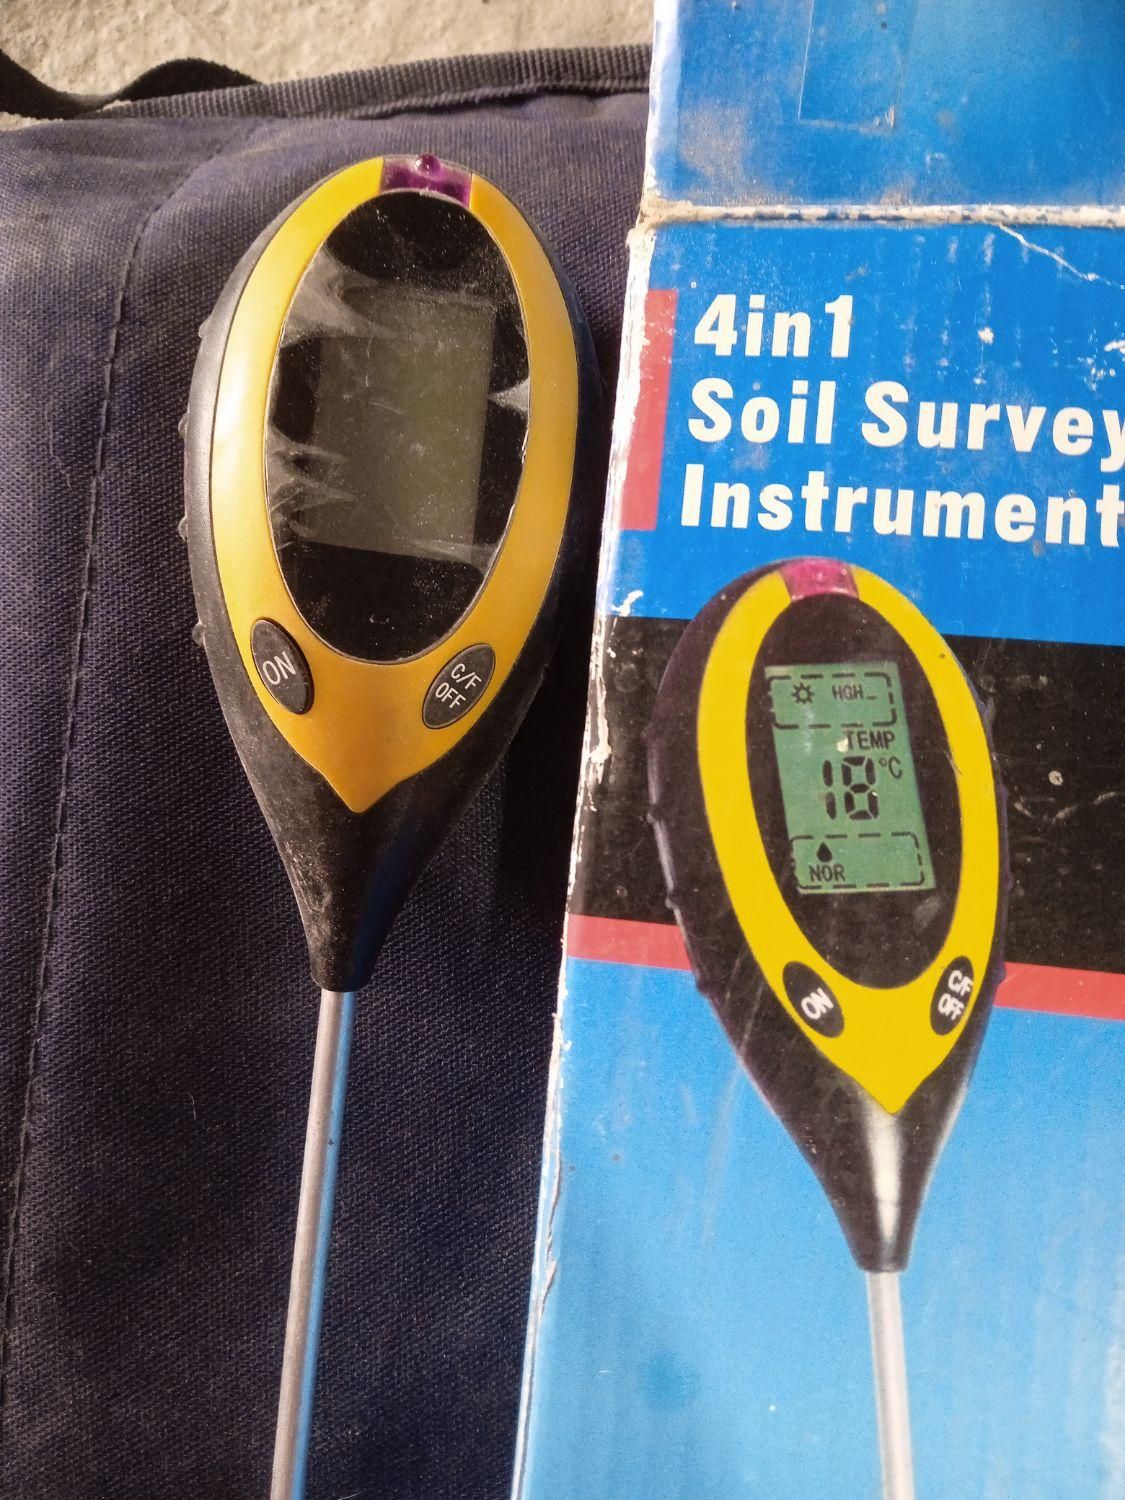 ON
C/F
OFF
4in1
Soil Survey
Instrument
HGH
TEMP
18°C
NOR
ON
C/F
OFF